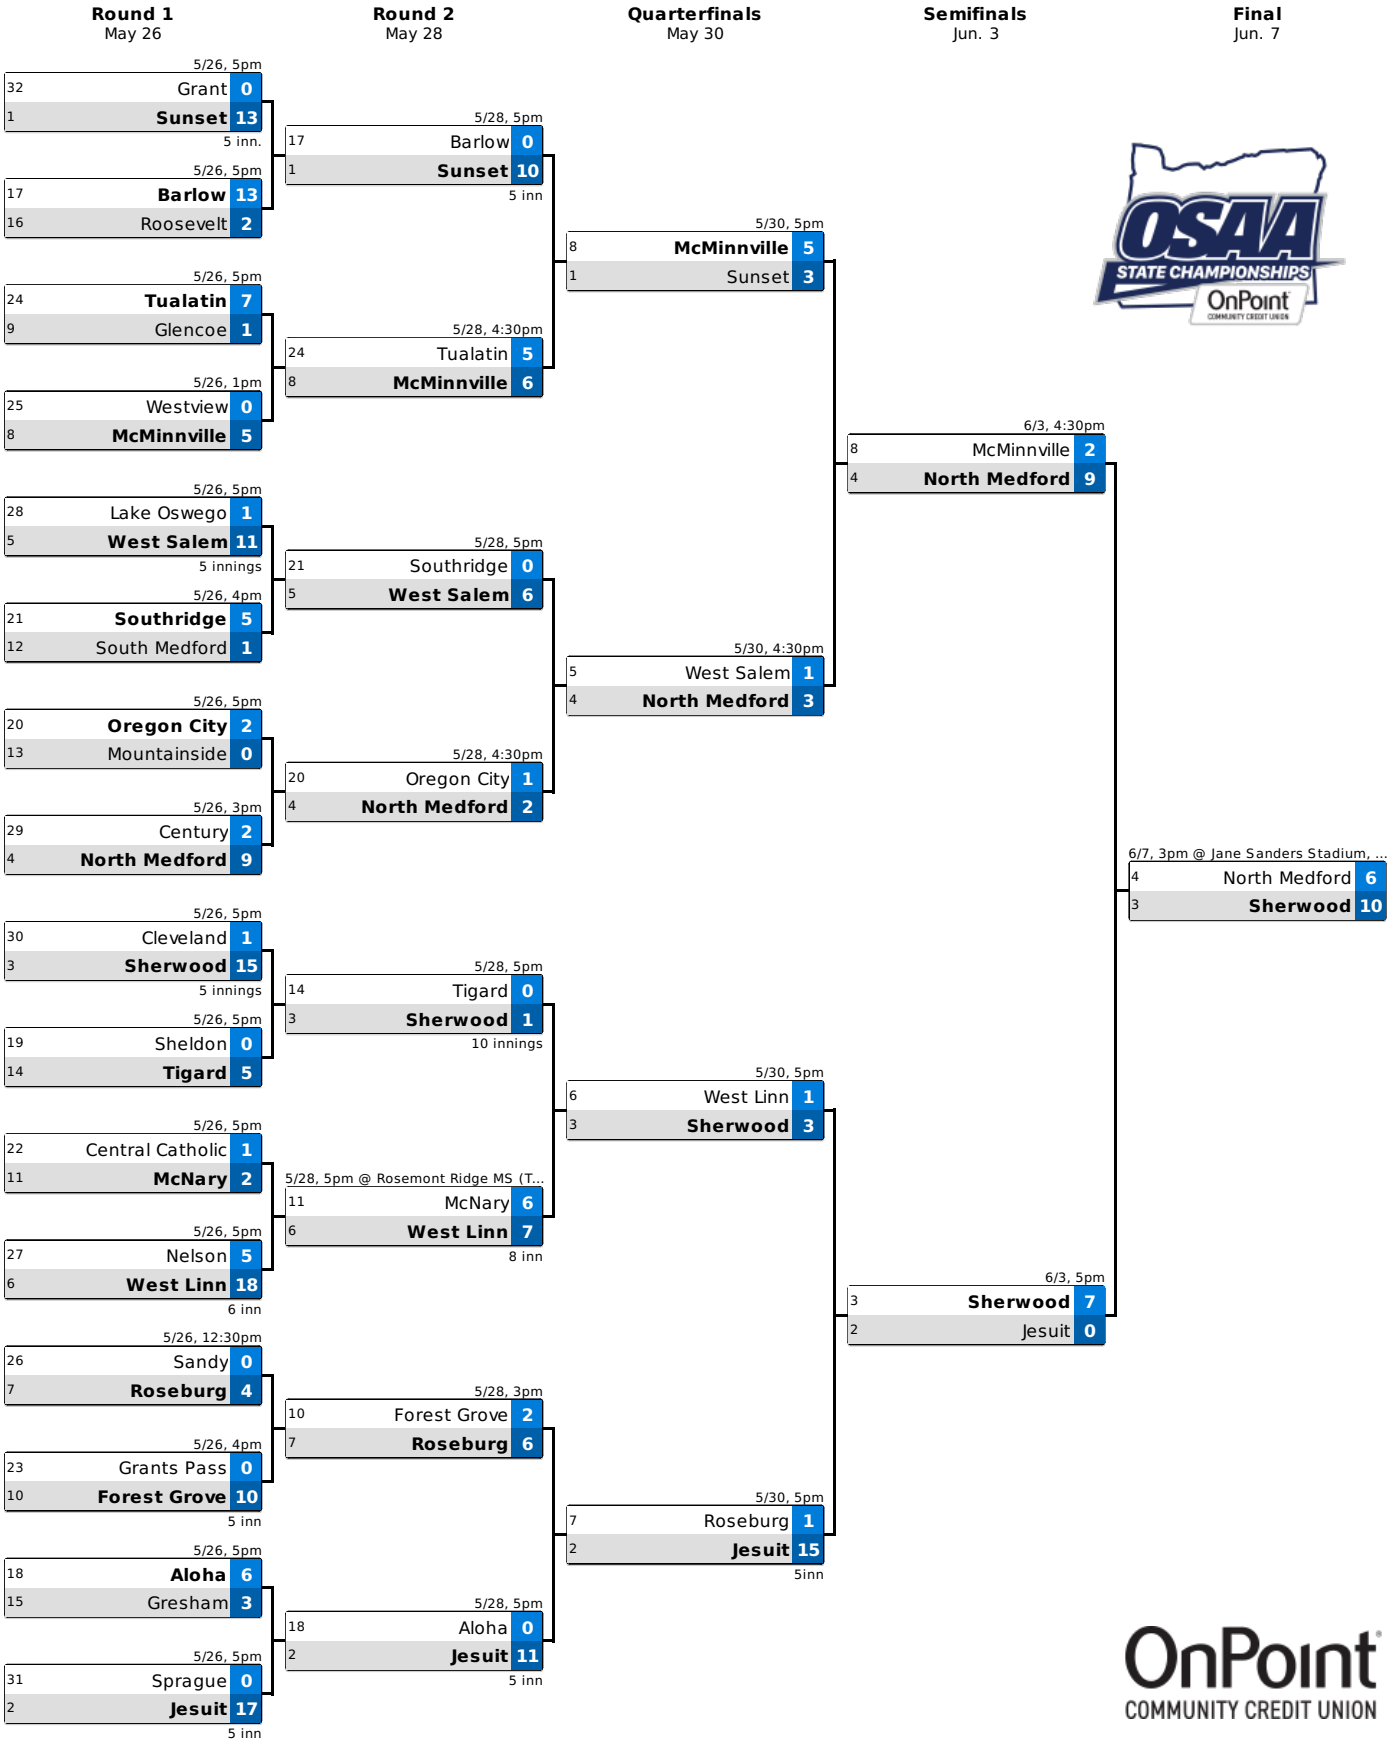 Round 1
May 26
Round 2
May 28
Quarterfinals
May 30
Semifinals
Jun. 3
Final
Jun. 7
5/26, 5pm
32 Grant 0
1 Sunset 13
5 inn.
5/26, 5pm
17 Barlow 13
16 Roosevelt 2
5/26, 5pm
24 Tualatin 7
9 Glencoe 1
5/26, 1pm
25 Westview 0
8 McMinnville 5
5/26, 5pm
28 Lake Oswego 1
5 West Salem 11
5 innings
5/26, 4pm
21 Southridge 5
12 South Medford 1
5/26, 5pm
20 Oregon City 2
13 Mountainside 0
5/26, 3pm
29 Century 2
4 North Medford 9
5/26, 5pm
30 Cleveland 1
3 Sherwood 15
5 innings
5/26, 5pm
19 Sheldon 0
14 Tigard 5
5/26, 5pm
22 Central Catholic 1
11 McNary 2
5/26, 5pm
27 Nelson 5
6 West Linn 18
6 inn
5/26, 12:30pm
26 Sandy 0
7 Roseburg 4
5/26, 4pm
23 Grants Pass 0
10 Forest Grove 10
5 inn
5/26, 5pm
18 Aloha 6
15 Gresham 3
5/26, 5pm
31 Sprague 0
2 Jesuit 17
5 inn
5/28, 5pm
17 Barlow 0
1 Sunset 10
5 inn
5/28, 4:30pm
24 Tualatin 5
8 McMinnville 6
5/28, 5pm
21 Southridge 0
5 West Salem 6
5/28, 4:30pm
20 Oregon City 1
4 North Medford 2
5/28, 5pm
14 Tigard 0
3 Sherwood 1
10 innings
5/28, 5pm @ Rosemont Ridge MS (T...
11 McNary 6
6 West Linn 7
8 inn
5/28, 3pm
10 Forest Grove 2
7 Roseburg 6
5/28, 5pm
18 Aloha 0
2 Jesuit 11
5 inn
5/30, 5pm
8 McMinnville 5
1 Sunset 3
5/30, 4:30pm
5 West Salem 1
4 North Medford 3
5/30, 5pm
6 West Linn 1
3 Sherwood 3
5/30, 5pm
7 Roseburg 1
2 Jesuit 15
5inn
6/3, 4:30pm
8 McMinnville 2
4 North Medford 9
6/3, 5pm
3 Sherwood 7
2 Jesuit 0
6/7, 3pm @ Jane Sanders Stadium, ...
4 North Medford 6
3 Sherwood 10
OSAA
STATE CHAMPIONSHIPS
OnPoint
COMMUNITY CREDIT UNION
OnPoint®
COMMUNITY CREDIT UNION